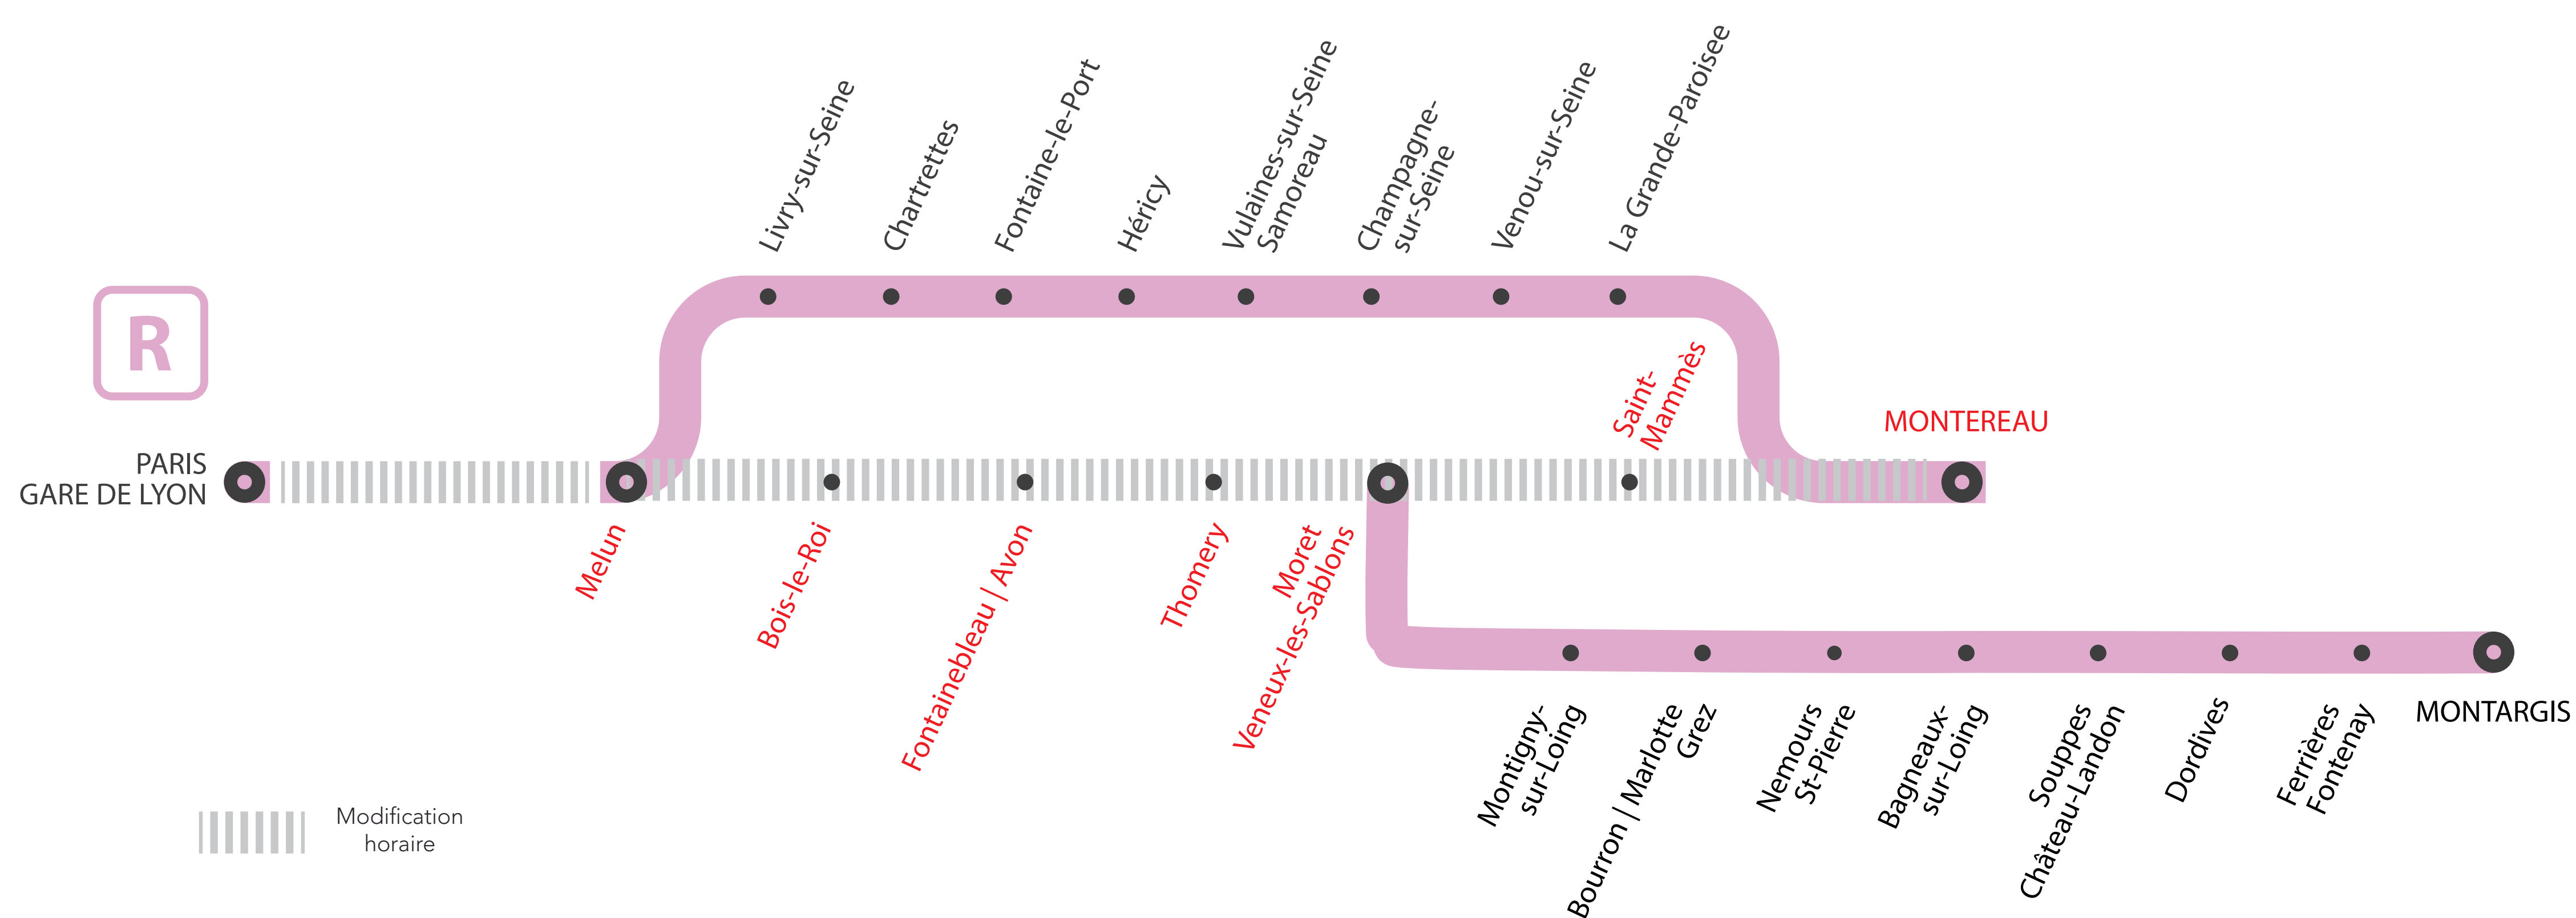 Livry-sur-Seine
Chartrettes
Fontaine-le-Port
Héricy
Vulaines-sur-Seine
Samoreau
Champagne-
sur-Seine
Venou-sur-Seine
La Grande-Paroisee
R
PARIS
GARE DE LYON
Saint-
Mammès
MONTEREAU
Melun
Bois-le-Roi
Fontainebleau | Avon
Thomery
Moret
Veneux-les-Sablons
Montigny-
sur-Loing
Bourron | Marlotte
Grez
Nemours
St-Pierre
Bagneaux-
sur-Loing
Souppes
Château-Landon
Dordives
Ferrières
Fontenay
MONTARGIS
Modification
horaire